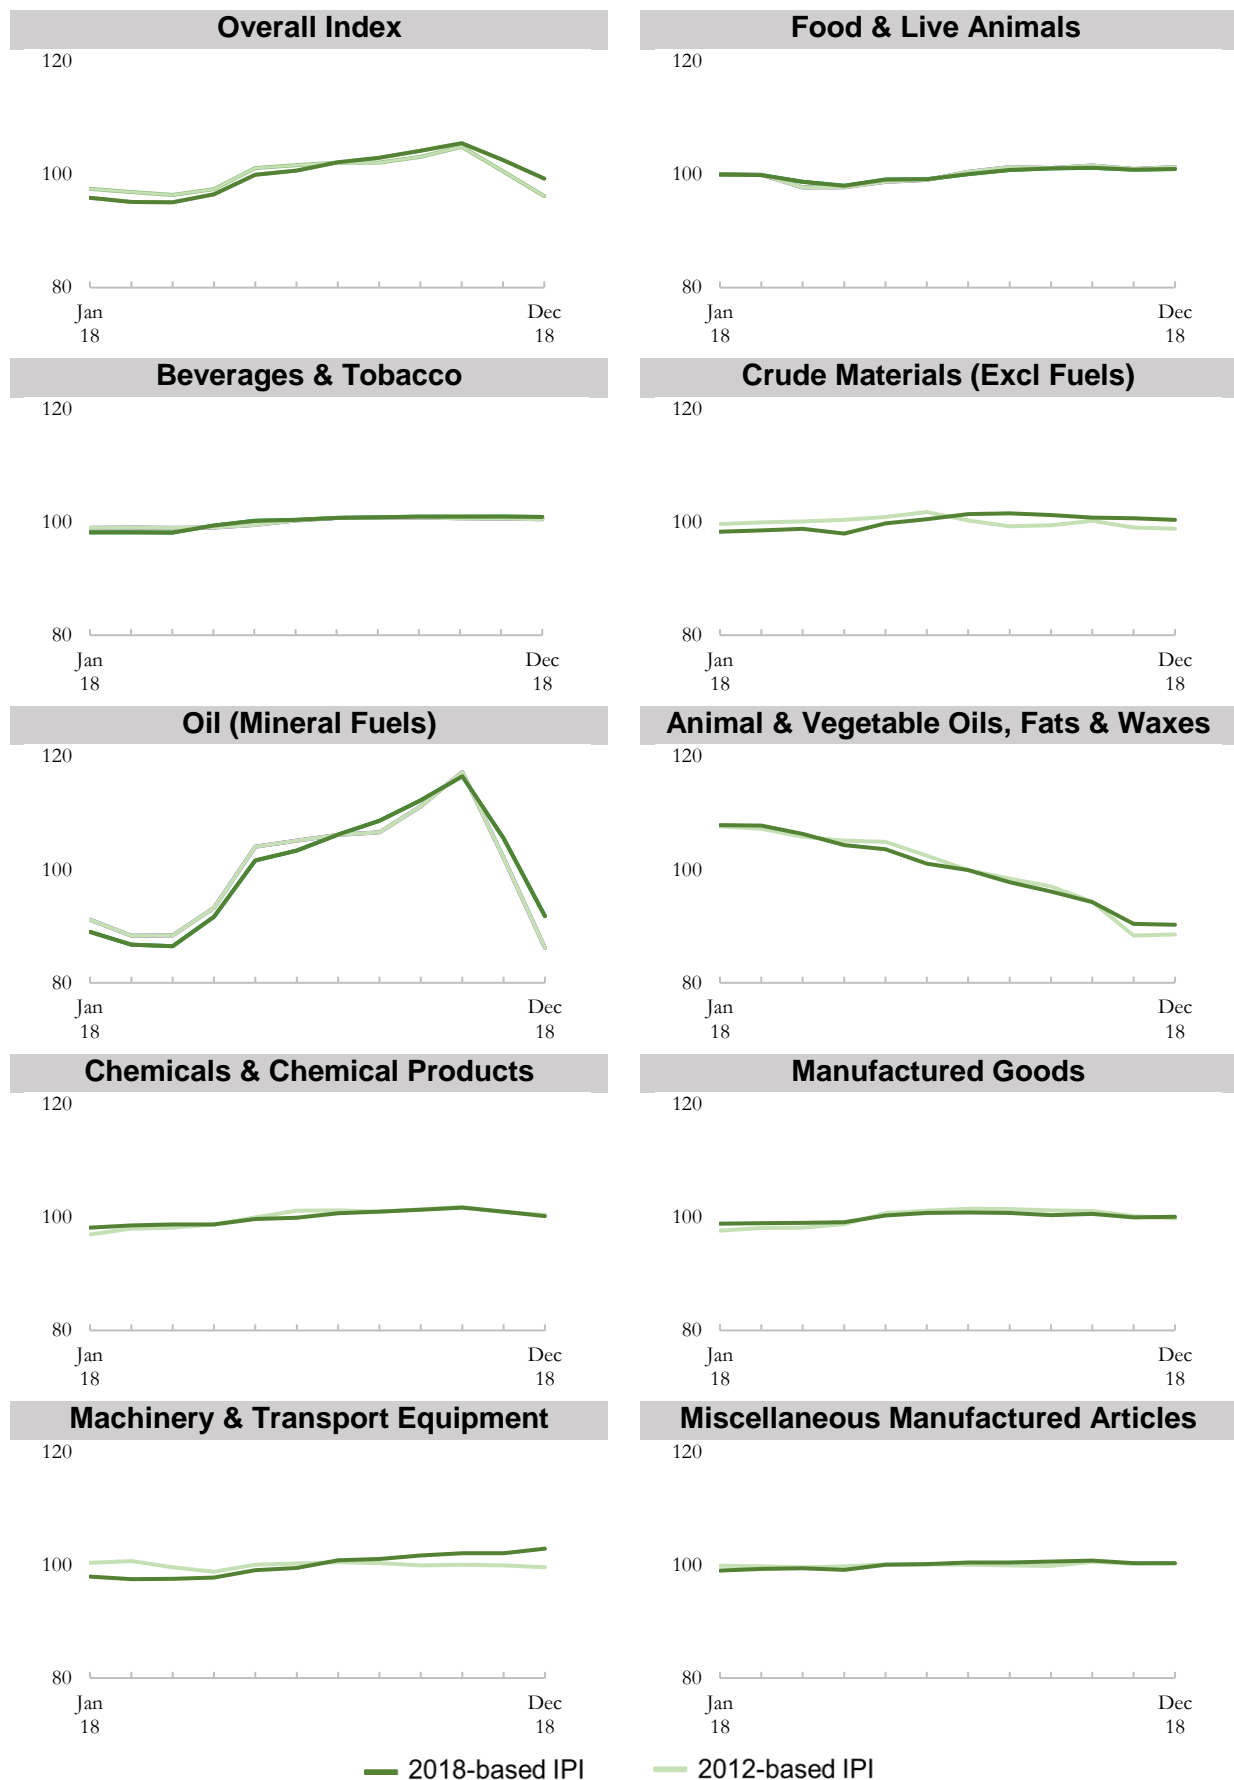 Overall Index
120
100
80
Jan
18
Dec
18
Food & Live Animals
120
100
80
Jan
18
Dec
18
Beverages & Tobacco
120
100
80
Jan
18
Dec
18
Crude Materials (Excl Fuels)
120
100
80
Jan
18
Dec
18
Oil (Mineral Fuels)
120
100
80
Jan
18
Dec
18
Animal & Vegetable Oils, Fats & Waxes
120
100
80
Jan
18
Dec
18
Chemicals & Chemical Products
120
100
80
Jan
18
Dec
18
Manufactured Goods
120
100
80
Jan
18
Dec
18
Machinery & Transport Equipment
120
100
80
Jan
18
Dec
18
Miscellaneous Manufactured Articles
120
100
80
Jan
18
Dec
18
2018-based IPI
2012-based IPI